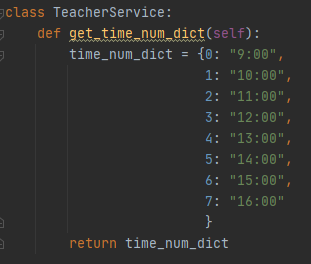 class TeacherService:
    def get_time_num_dict(self):
        time_num_dict = {0: "9:00",
                         1: "10:00",
                         2: "11:00",
                         3: "12:00",
                         4: "13:00",
                         5: "14:00",
                         6: "15:00",
                         7: "16:00"
                         }
        return time_num_dict